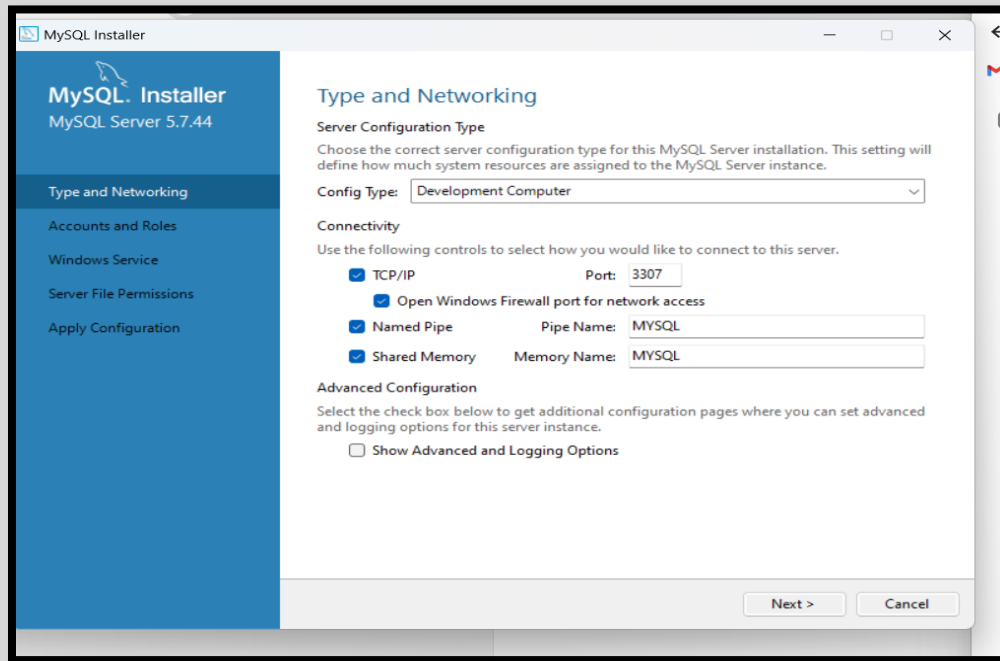 MySQL Installer
MySQL. Installer
MySQL Server 5.7.44
Type and Networking
Accounts and Roles
Windows Service
Server File Permissions
Apply Configuration
Type and Networking
Server Configuration Type
Choose the correct server configuration type for this MySQL Server installation. This setting will
define how much system resources are assigned to the MySQL Server instance.
Config Type: Development Computer
Connectivity
Use the following controls to select how you would like to connect to this server.
TCP/IP Port: 3307
Open Windows Firewall port for network access
Named Pipe Pipe Name: MYSQL
Shared Memory Memory Name: MYSQL
Advanced Configuration
Select the check box below to get additional configuration pages where you can set advanced
and logging options for this server instance.
Show Advanced and Logging Options
Next > Cancel